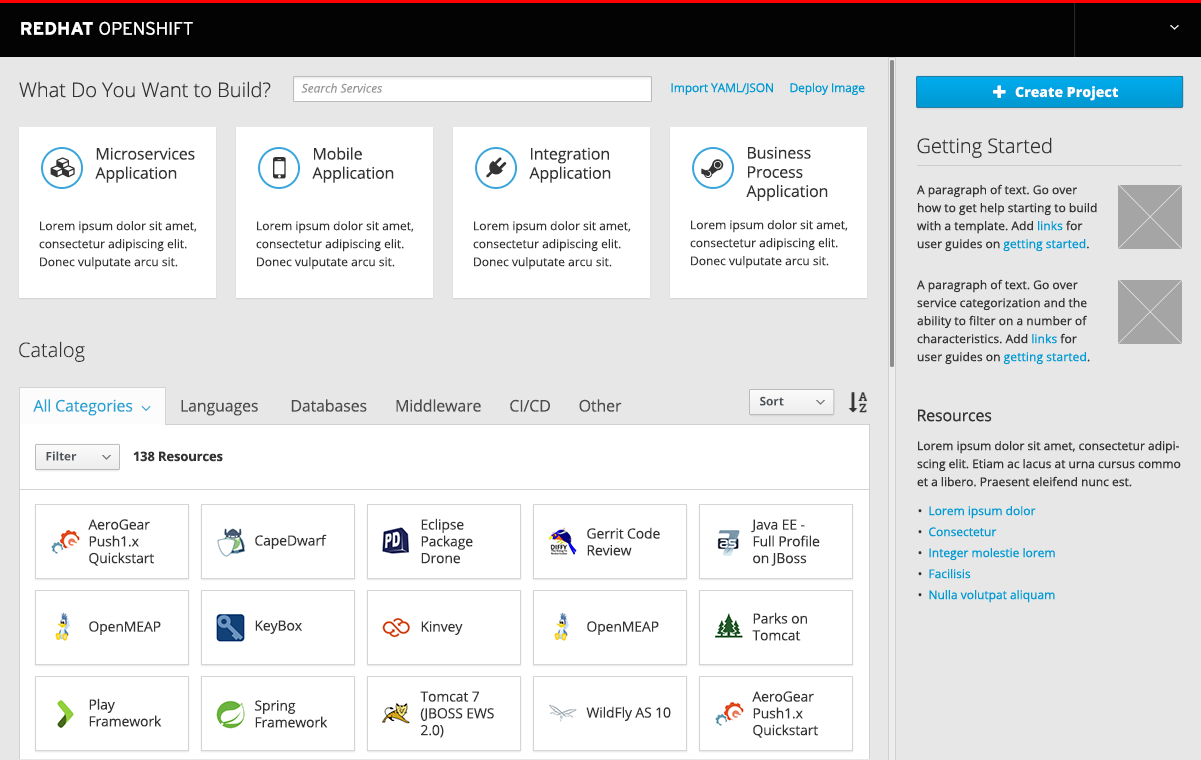 REDHAT OPENSHIFT
What Do You Want to Build?
Search Services
Import YAML/JSON
Deploy Image
Microservices
Application
Lorem ipsum dolor sit amet,
consectetur adipiscing elit.
Donec vulputate arcu sit.
Mobile
Application
Lorem ipsum dolor sit amet,
consectetur adipiscing elit.
Donec vulputate arcu sit.
Integration
Application
Lorem ipsum dolor sit amet,
consectetur adipiscing elit.
Donec vulputate arcu sit.
Business
Process
Application
Lorem ipsum dolor sit amet,
consectetur adipiscing elit.
Donec vulputate arcu sit.
Catalog
All Categories
Languages
Databases
Middleware
CI/CD
Other
Sort
A
Z
Filter
138 Resources
AeroGear
Push1.x
Quickstart
CapeDwarf
PD
Eclipse
Package
Drone
DIFFY
Gerrit Code
Review
Java EE -
Full Profile
on JBoss
OpenMEAP
KeyBox
Kinvey
OpenMEAP
Parks on
Tomcat
Play
Framework
Spring
Framework
Tomcat 7
(JBOSS EWS
2.0)
WildFly AS 10
AeroGear
Push1.x
Quickstart
Create Project
Getting Started
A paragraph of text. Go over
how to get help starting to build
with a template. Add links for
user guides on getting started.
A paragraph of text. Go over
service categorization and the
ability to filter on a number of
characteristics. Add links for
user guides on getting started.
Resources
Lorem ipsum dolor sit amet, consectetur adipi-
scing elit. Etiam ac lacus at urna cursus commo
et a libero. Praesent eleifend nunc est.
• Lorem ipsum dolor
• Consectetur
• Integer molestie lorem
• Facilisis
• Nulla volutpat aliquam